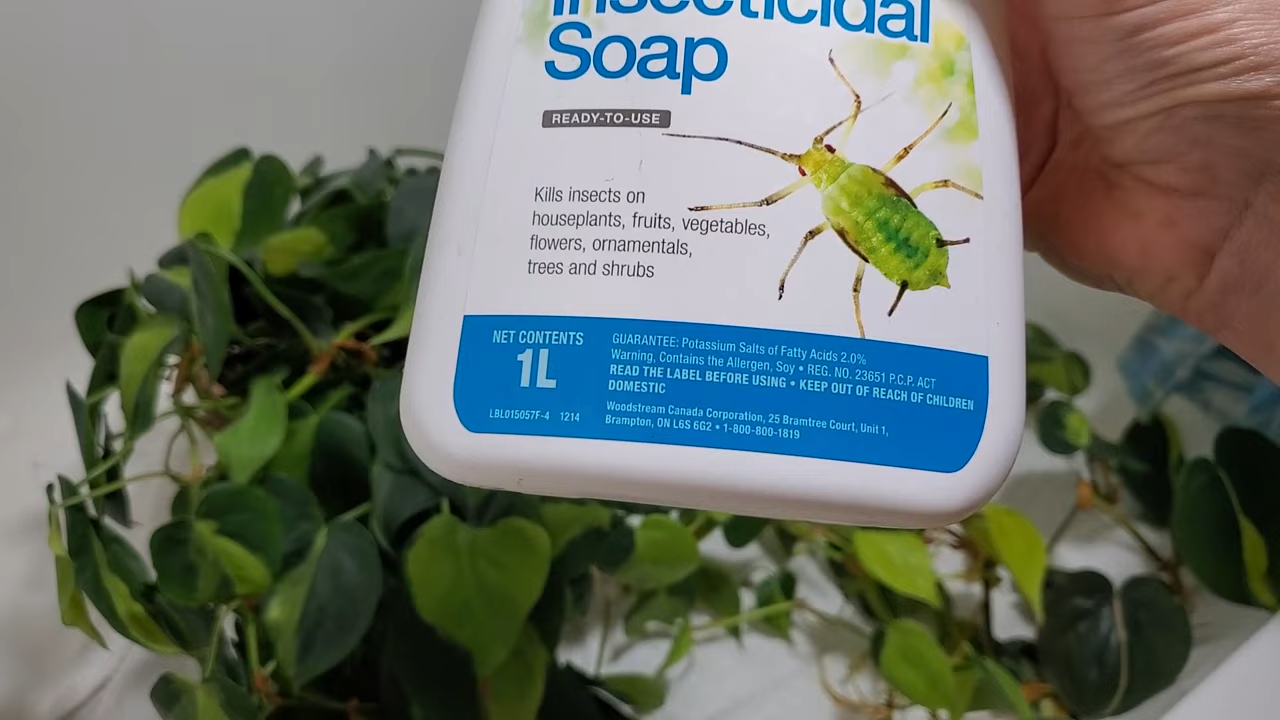 Insecticidal
Soap
READY-TO-USE
Kills insects on
houseplants, fruits, vegetables,
flowers, ornamentals,
trees and shrubs
NET CONTENTS
1L
LBL015057F-4 1214
GUARANTEE: Potassium Salts of Fatty Acids 2.0%
Warning, Contains the Allergen, Soy • REG. NO. 23651 P.C.P. ACT
READ THE LABEL BEFORE USING • KEEP OUT OF REACH OF CHILDREN
DOMESTIC
Woodstream Canada Corporation, 25 Bramtree Court, Unit 1,
Brampton, ON L6S 6G2 • 1-800-800-1819